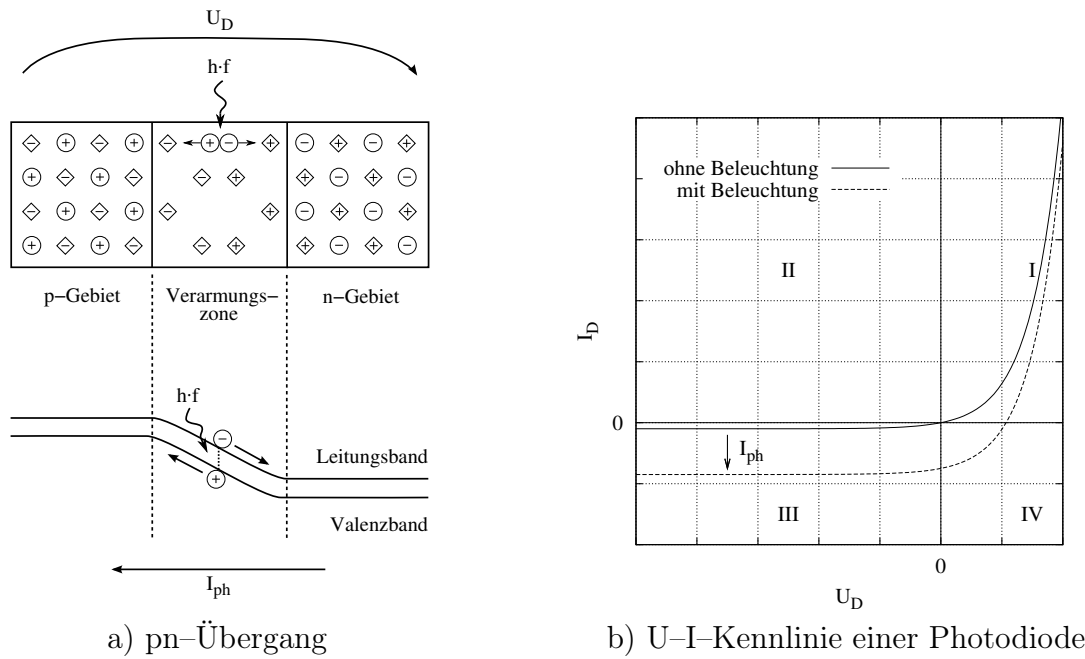 U_D
h·f
p−Gebiet
Verarmungs−
zone
n−Gebiet
h·f
Leitungsband
Valenzband
I_ph
a) pn–Übergang
ohne Beleuchtung
mit Beleuchtung
II
I
I_D
0
I_ph
III
IV
0
U_D
b) U–I–Kennlinie einer Photodiode